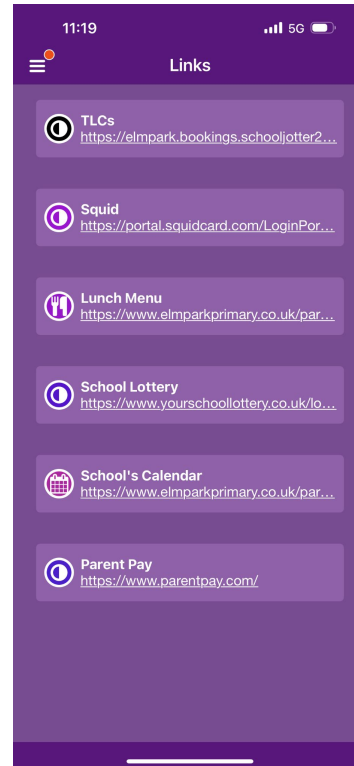 11:19
5G
Links
TLCs
https://elmpark.bookings.schooljotter2...
Squid
https://portal.squidcard.com/LoginPor...
Lunch Menu
https://www.elmparkprimary.co.uk/par...
School Lottery
https://www.yourschoollottery.co.uk/lo...
School's Calendar
https://www.elmparkprimary.co.uk/par...
Parent Pay
https://www.parentpay.com/